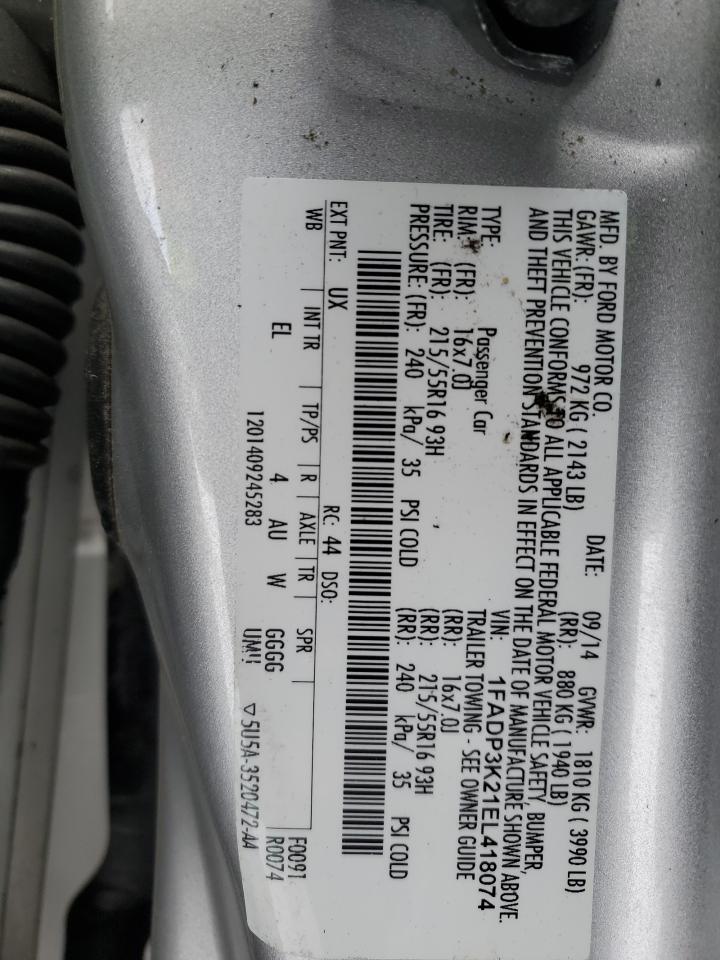 MFD. BY FORD MOTOR CO. DATE: 09/14 GVWR: 1810 KG ( 3990 LB)
GAWR: (FR): 972 KG ( 2143 LB) (RR): 880 KG ( 1940 LB)
THIS VEHICLE CONFORMS TO ALL APPLICABLE FEDERAL MOTOR VEHICLE SAFETY, BUMPER,
AND THEFT PREVENTION STANDARDS IN EFFECT ON THE DATE OF MANUFACTURE SHOWN ABOVE.
VIN: 1FADP3K21EL418074
TYPE: Passenger Car TRAILER TOWING - SEE OWNER GUIDE
RIM: (FR): 16x7.0J (RR): 16x7.0J
TIRE: (FR): 215/55R16 93H (RR): 215/55R16 93H
PRESSURE: (FR): 240 kPa/ 35 PSI COLD (RR): 240 kPa/ 35 PSI COLD
EXT PNT: UX RC: 44 DSO:
WB INT TR TP/PS R AXLE TR SPR F0091
EL 4 AU W GGGG R0074
1201409245283 ▽5U5A-3520472-AA